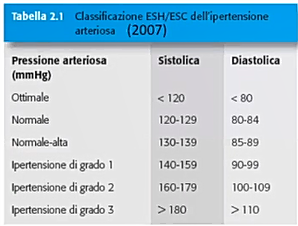 Tabella 2.1 Classificazione ESH/ESC dell'ipertensione
arteriosa (2007)
Pressione arteriosa Sistolica Diastolica
(mmHg)
Ottimale < 120 < 80
Normale 120-129 80-84
Normale-alta 130-139 85-89
Ipertensione di grado 1 140-159 90-99
Ipertensione di grado 2 160-179 100-109
Ipertensione di grado 3 > 180 > 110